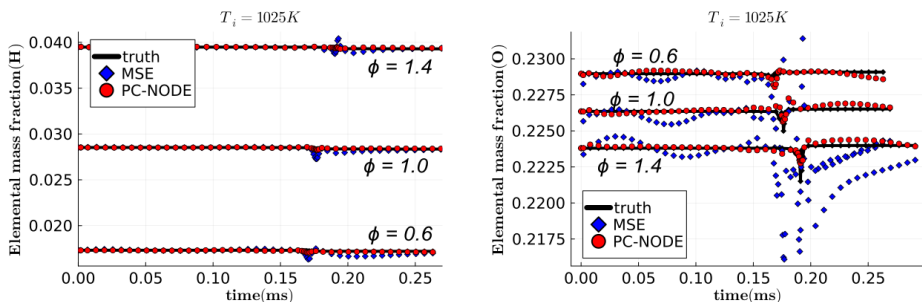 T_i = 1025K
Elemental mass fraction(H)
0.040
0.035
0.030
0.025
0.020
truth
MSE
PC-NODE
ϕ = 1.4
ϕ = 1.0
ϕ = 0.6
0.00 0.05 0.10 0.15 0.20 0.25
time(ms)
T_i = 1025K
Elemental mass fraction(O)
0.2300
0.2275
0.2250
0.2225
0.2200
0.2175
ϕ = 0.6
ϕ = 1.0
ϕ = 1.4
truth
MSE
PC-NODE
0.00 0.05 0.10 0.15 0.20 0.25
time(ms)